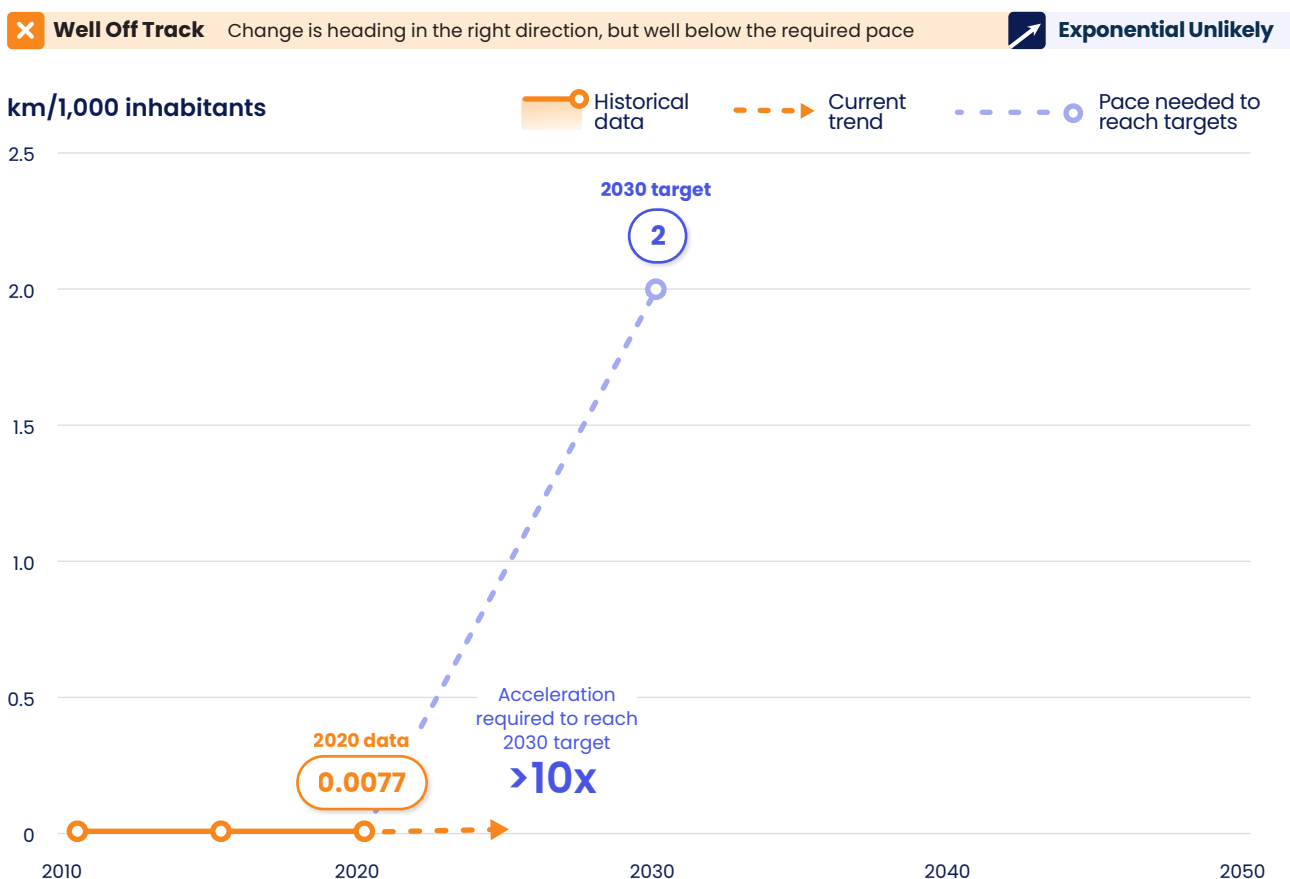 Well Off Track Change is heading in the right direction, but well below the required pace Exponential Unlikely
km/1,000 inhabitants
Historical
data
Current
trend
Pace needed to
reach targets
2.5
2030 target
2
2.0
1.5
1.0
0.5
Acceleration
required to reach
2030 target
>10x
2020 data
0.0077
0
2010 2020 2030 2040 2050